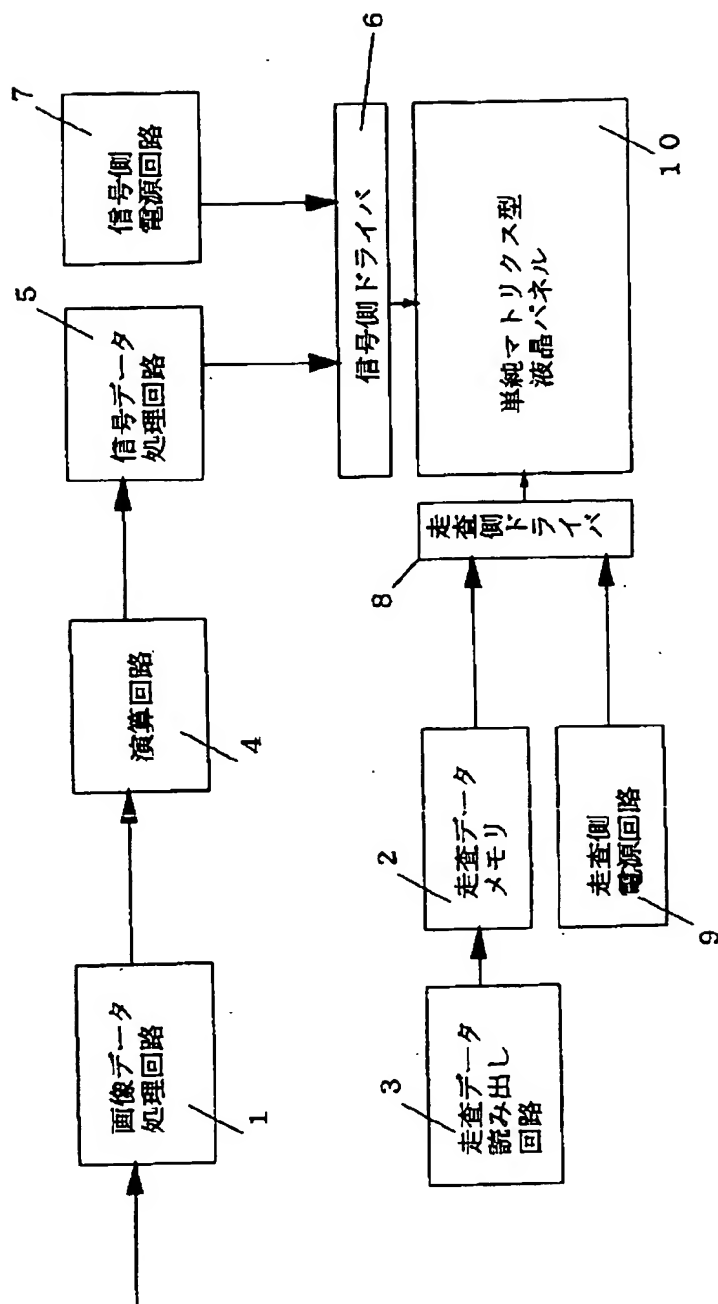 画像データ
処理回路
1
演算回路
4
信号データ
処理回路
5
信号側
電源回路
7
信号側ドライバ
6
走査データ
読み出し
回路
3
走査データ
メモリ
2
走査側
電源回路
9
走査側ドライバ
8
単純マトリクス型
液晶パネル
10